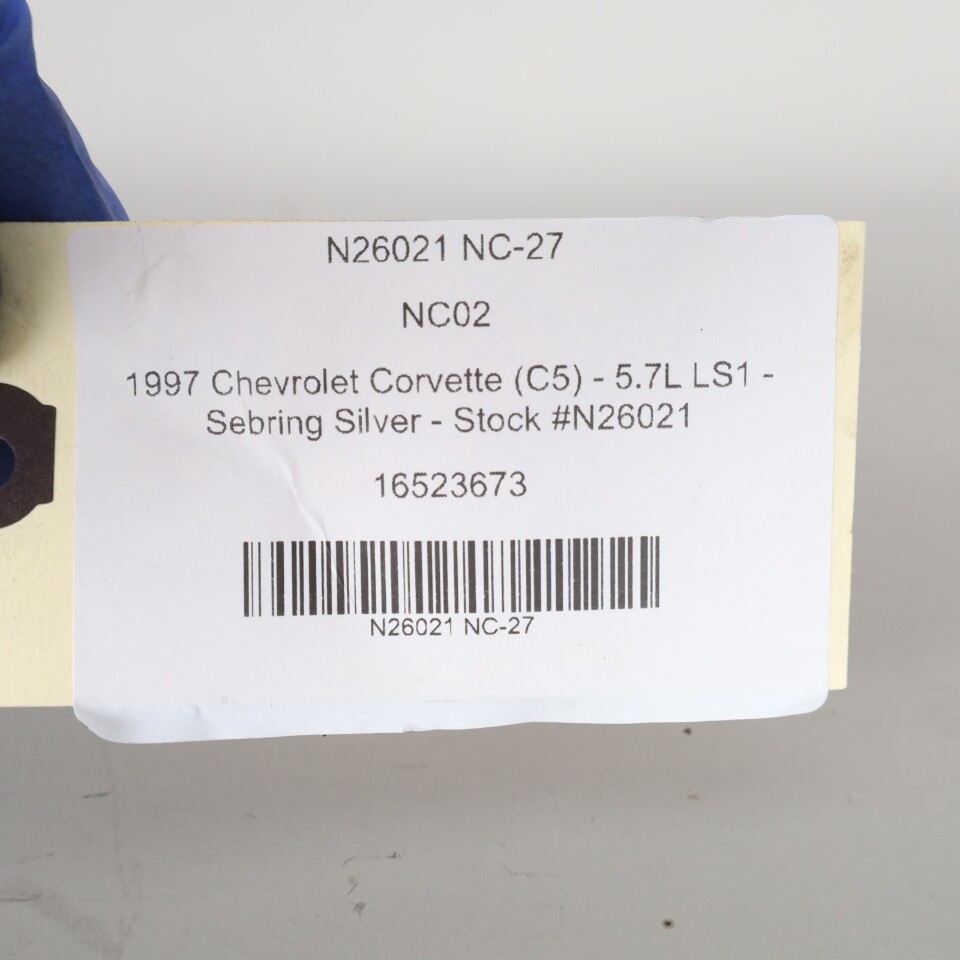 N26021 NC-27
NC02
1997 Chevrolet Corvette (C5) - 5.7L LS1 -
Sebring Silver - Stock #N26021
16523673
N26021 NC-27